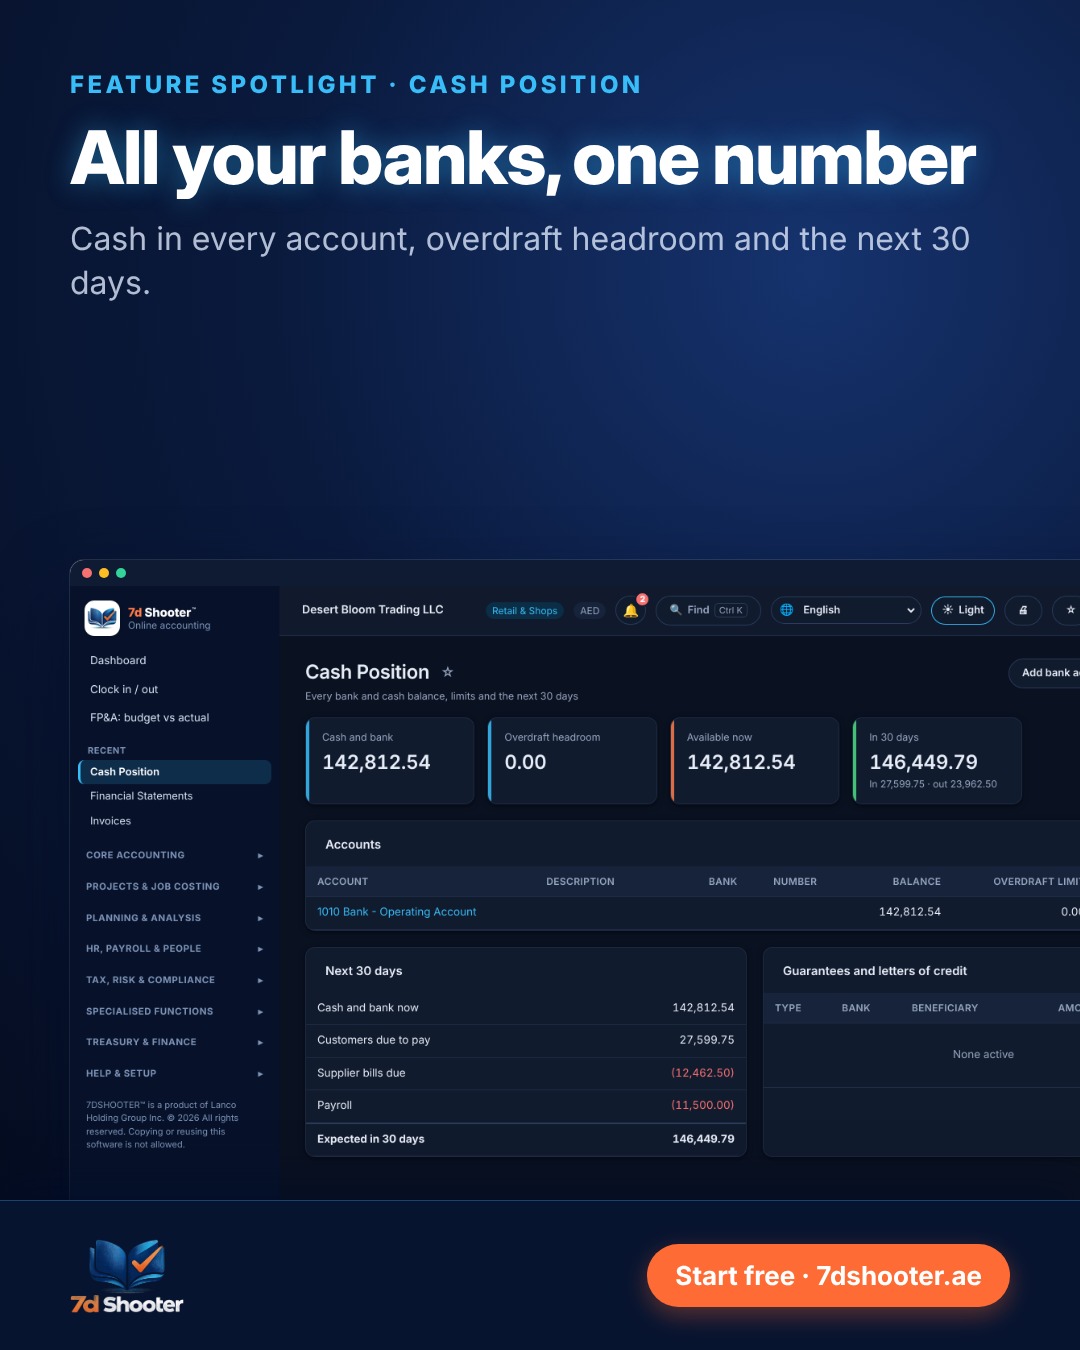 FEATURE SPOTLIGHT · CASH POSITION
All your banks, one number
Cash in every account, overdraft headroom and the next 30
days.
7d Shooter™
Online accounting
Desert Bloom Trading LLC
Retail & Shops
AED
2
Find
Ctrl K
English
Light
Dashboard
Clock in / out
FP&A: budget vs actual
RECENT
Cash Position
Financial Statements
Invoices
CORE ACCOUNTING
PROJECTS & JOB COSTING
PLANNING & ANALYSIS
HR, PAYROLL & PEOPLE
TAX, RISK & COMPLIANCE
SPECIALISED FUNCTIONS
TREASURY & FINANCE
HELP & SETUP
7DSHOOTER™ is a product of Lanco
Holding Group Inc. © 2026 All rights
reserved. Copying or reusing this
software is not allowed.
Cash Position
Every bank and cash balance, limits and the next 30 days
Add bank a
Cash and bank
142,812.54
Overdraft headroom
0.00
Available now
142,812.54
In 30 days
146,449.79
In 27,599.75 · out 23,962.50
Accounts
ACCOUNT DESCRIPTION BANK NUMBER BALANCE OVERDRAFT LIMI
1010 Bank - Operating Account 142,812.54 0.0
Next 30 days
Cash and bank now 142,812.54
Customers due to pay 27,599.75
Supplier bills due (12,462.50)
Payroll (11,500.00)
Expected in 30 days 146,449.79
Guarantees and letters of credit
TYPE BANK BENEFICIARY AMO
None active
7d Shooter
Start free · 7dshooter.ae